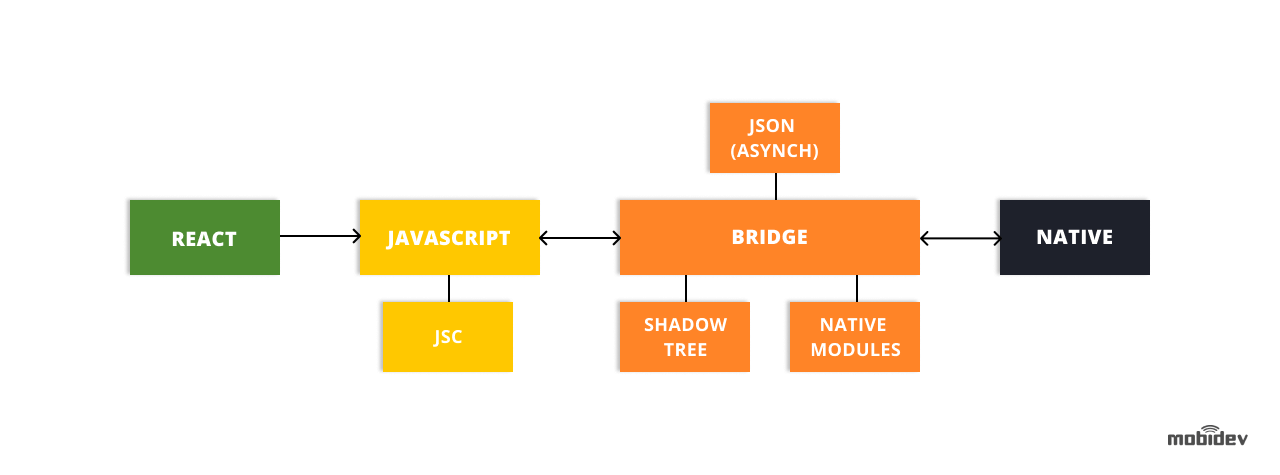 JSON
(ASYNCH)
REACT
JAVASCRIPT
BRIDGE
NATIVE
JSC
SHADOW
TREE
NATIVE
MODULES
mobidev